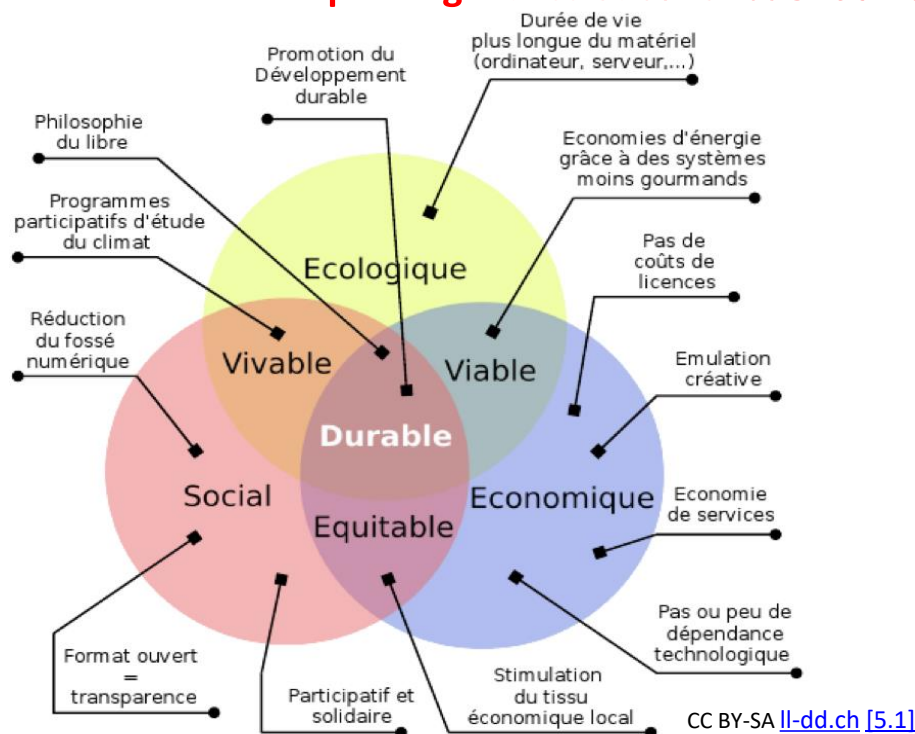 Durée de vie
plus longue du matériel
(ordinateur, serveur,...)
Promotion du
Développement
durable
Philosophie
du libre
Economies d'énergie
grâce à des systèmes
moins gourmands
Programmes
participatifs d'étude
du climat
Ecologique
Pas de
coûts de
licences
Réduction
du fossé
numérique
Vivable
Viable
Emulation
créative
Durable
Social
Economique
Economie
de services
Equitable
Pas ou peu de
dépendance
technologique
Format ouvert
=
transparence
Participatif et
solidaire
Stimulation
du tissu
économique local
CC BY-SA ll-dd.ch [5.1]